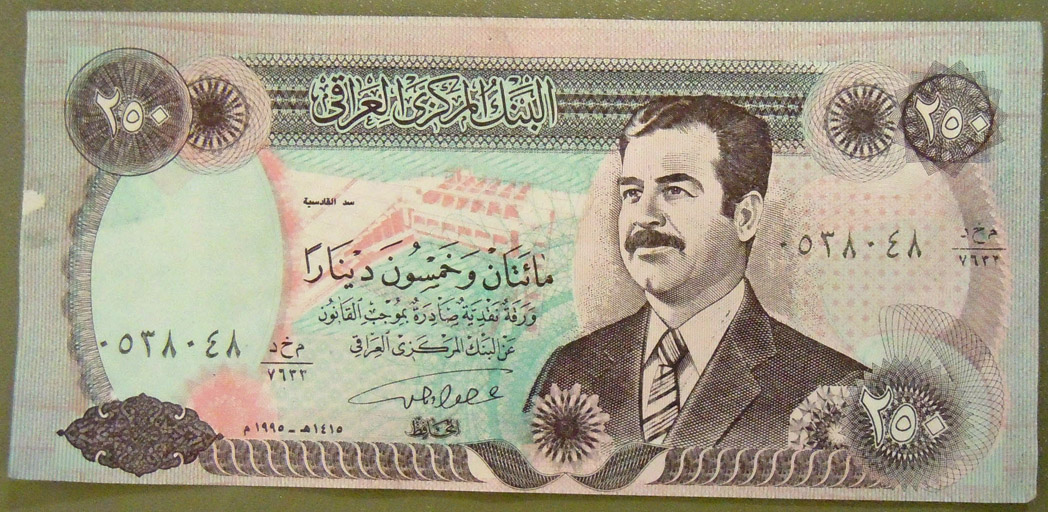 البنك المركزي العراقي
٢٥٠
٢٥٠
سد القادسية
مائتان وخمسون ديناراً
ورقة نقدية صادرة بموجب القانون
عن البنك المركزي العراقي
المحافظ
م خ د
٧٦٣٢
٠٥٣٨٠٤٨
م خ د
٧٦٣٢
٠٥٣٨٠٤٨
١٤١٥هـ - ١٩٩٥م
٢٥٠